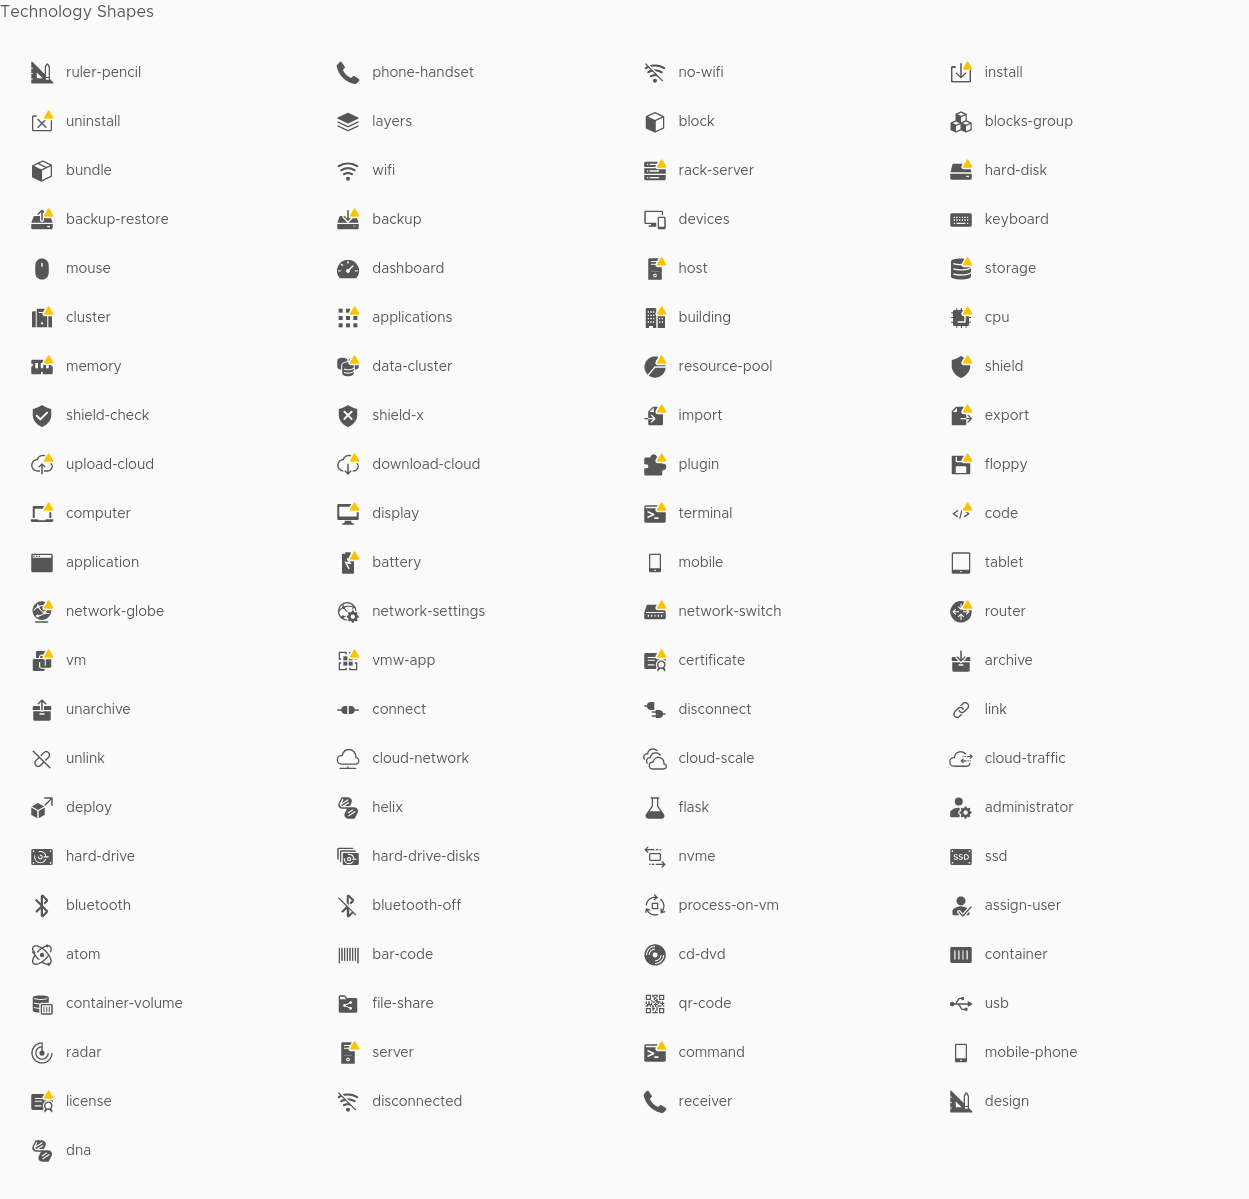 Technology Shapes
ruler-pencil phone-handset no-wifi install
uninstall layers block blocks-group
bundle wifi rack-server hard-disk
backup-restore backup devices keyboard
mouse dashboard host storage
cluster applications building cpu
memory data-cluster resource-pool shield
shield-check shield-x import export
upload-cloud download-cloud plugin floppy
computer display terminal code
application battery mobile tablet
network-globe network-settings network-switch router
vm vmw-app certificate archive
unarchive connect disconnect link
unlink cloud-network cloud-scale cloud-traffic
deploy helix flask administrator
hard-drive hard-drive-disks nvme SSD ssd
bluetooth bluetooth-off process-on-vm assign-user
atom bar-code cd-dvd container
container-volume file-share qr-code usb
radar server command mobile-phone
license disconnected receiver design
dna